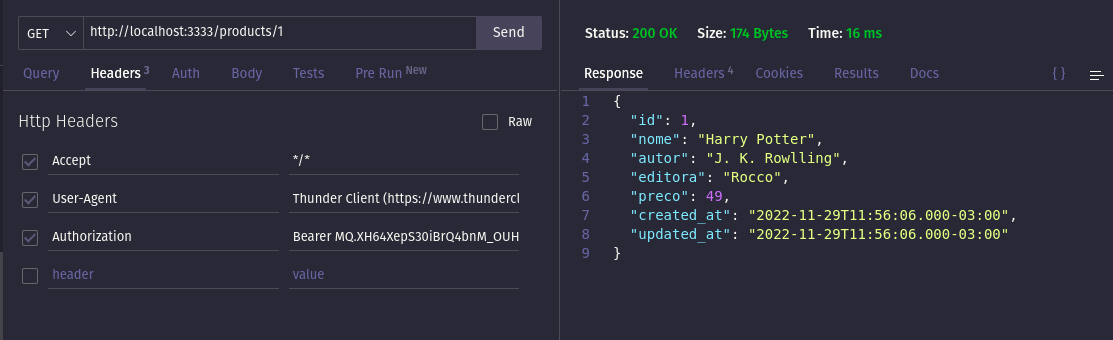 GET http://localhost:3333/products/1 Send
Query Headers 3 Auth Body Tests Pre Run New
Http Headers Raw
Accept */*
User-Agent Thunder Client (https://www.thundercl
Authorization Bearer MQ.XH64XepS30iBrQ4bnM_OUH
header value
Status: 200 OK Size: 174 Bytes Time: 16 ms
Response Headers 4 Cookies Results Docs { }
1 {
2 "id": 1,
3 "nome": "Harry Potter",
4 "autor": "J. K. Rowlling",
5 "editora": "Rocco",
6 "preco": 49,
7 "created_at": "2022-11-29T11:56:06.000-03:00",
8 "updated_at": "2022-11-29T11:56:06.000-03:00"
9 }